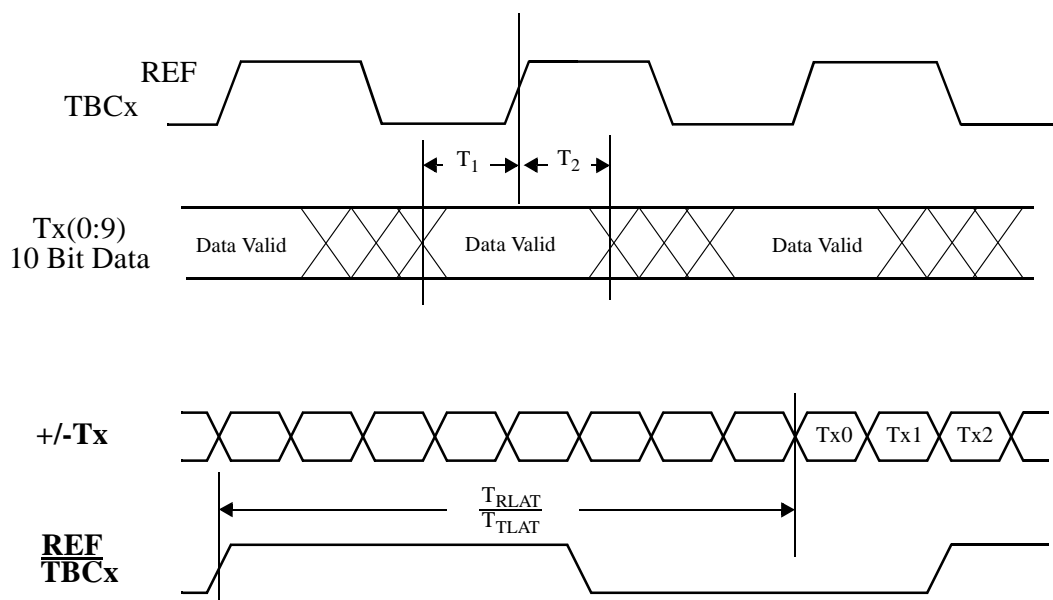 REF
TBCx
T1
T2
Tx(0:9)
10 Bit Data
Data Valid
Data Valid
Data Valid
+/-Tx
Tx0
Tx1
Tx2
TRLAT
TTLAT
REF
TBCx